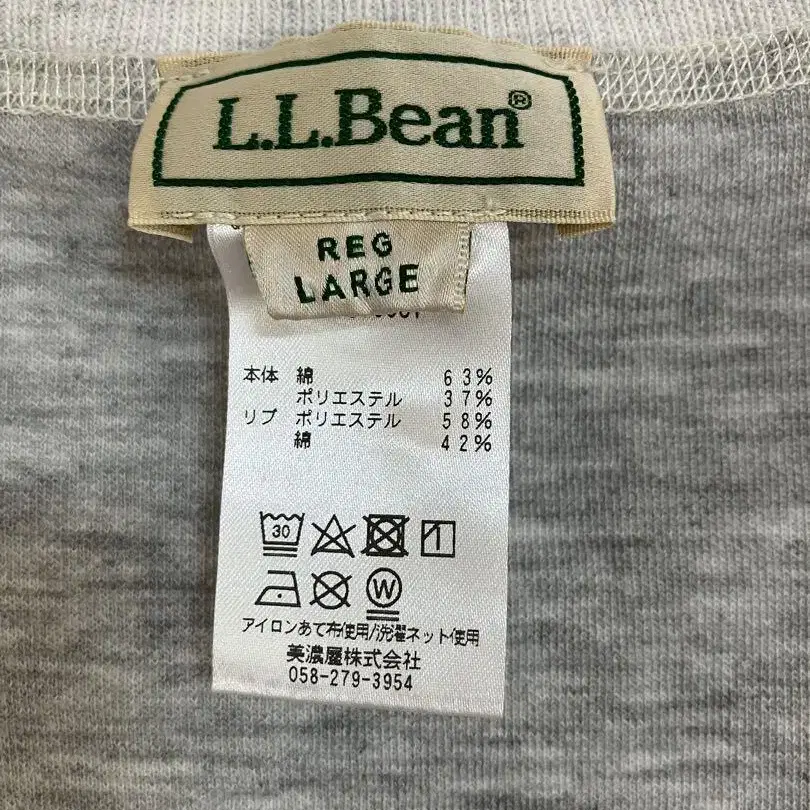 L.L.Bean®
REG
LARGE
本体 綿 63%
ポリエステル 37%
リブ ポリエステル 58%
綿 42%
30
W
アイロンあて布使用/洗濯ネット使用
美濃屋株式会社
058-279-3954